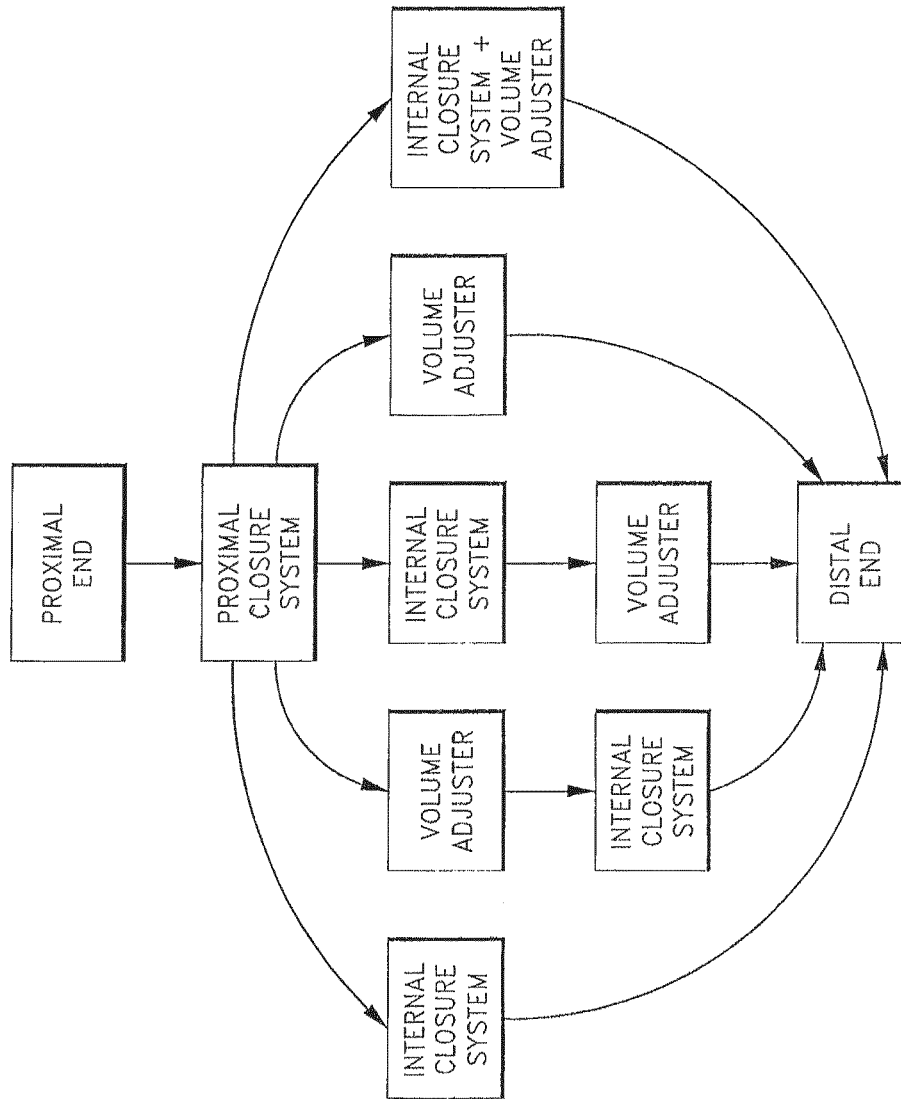 PROXIMAL
END
PROXIMAL
CLOSURE
SYSTEM
INTERNAL
CLOSURE
SYSTEM
VOLUME
ADJUSTER
INTERNAL
CLOSURE
SYSTEM
VOLUME
ADJUSTER
INTERNAL
CLOSURE
SYSTEM +
VOLUME
ADJUSTER
INTERNAL
CLOSURE
SYSTEM
VOLUME
ADJUSTER
DISTAL
END